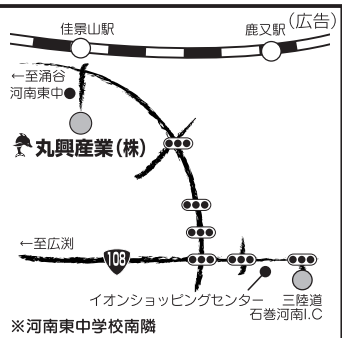 (広告)
佳景山駅
鹿又駅
←至涌谷
河南東中
丸興産業(株)
←至広渕
108
イオンショッピングセンター
三陸道
石巻河南I.C
※河南東中学校南隣